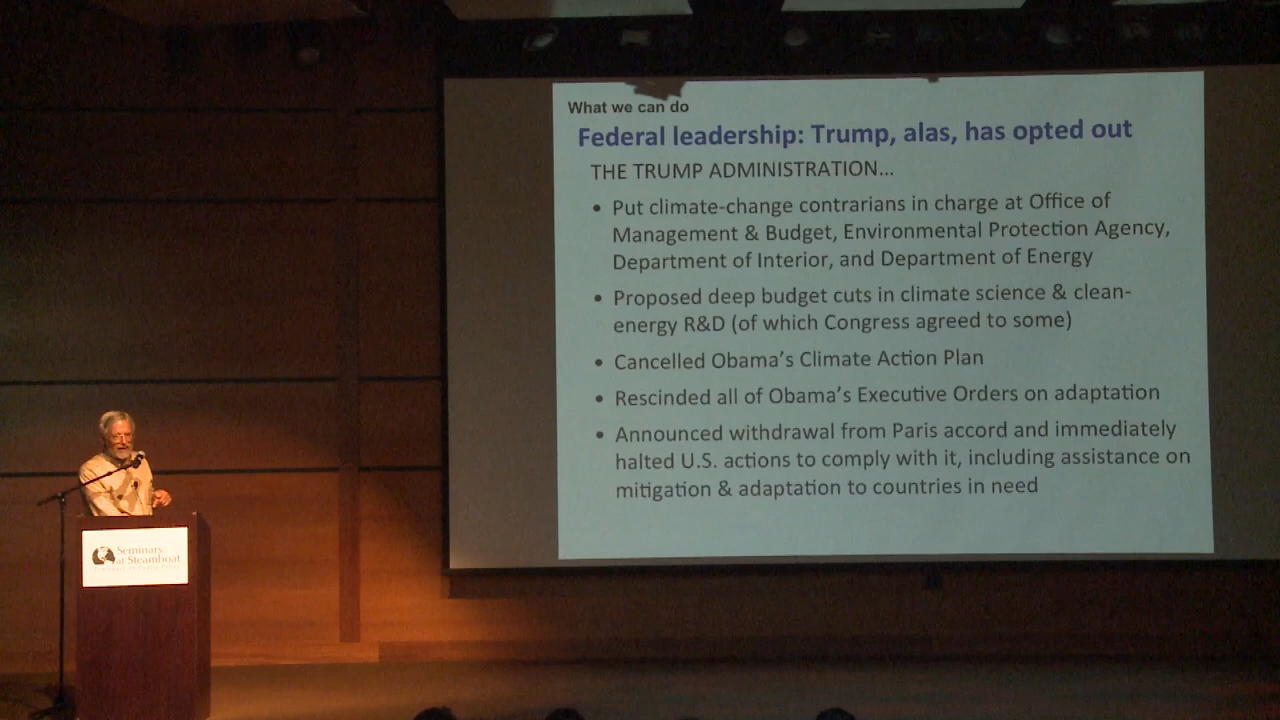 What we can do
Federal leadership: Trump, alas, has opted out
THE TRUMP ADMINISTRATION...
• Put climate-change contrarians in charge at Office of
Management & Budget, Environmental Protection Agency,
Department of Interior, and Department of Energy
• Proposed deep budget cuts in climate science & clean-
energy R&D (of which Congress agreed to some)
• Cancelled Obama's Climate Action Plan
• Rescinded all of Obama's Executive Orders on adaptation
• Announced withdrawal from Paris accord and immediately
halted U.S. actions to comply with it, including assistance on
mitigation & adaptation to countries in need
Seminars
at Steamboat